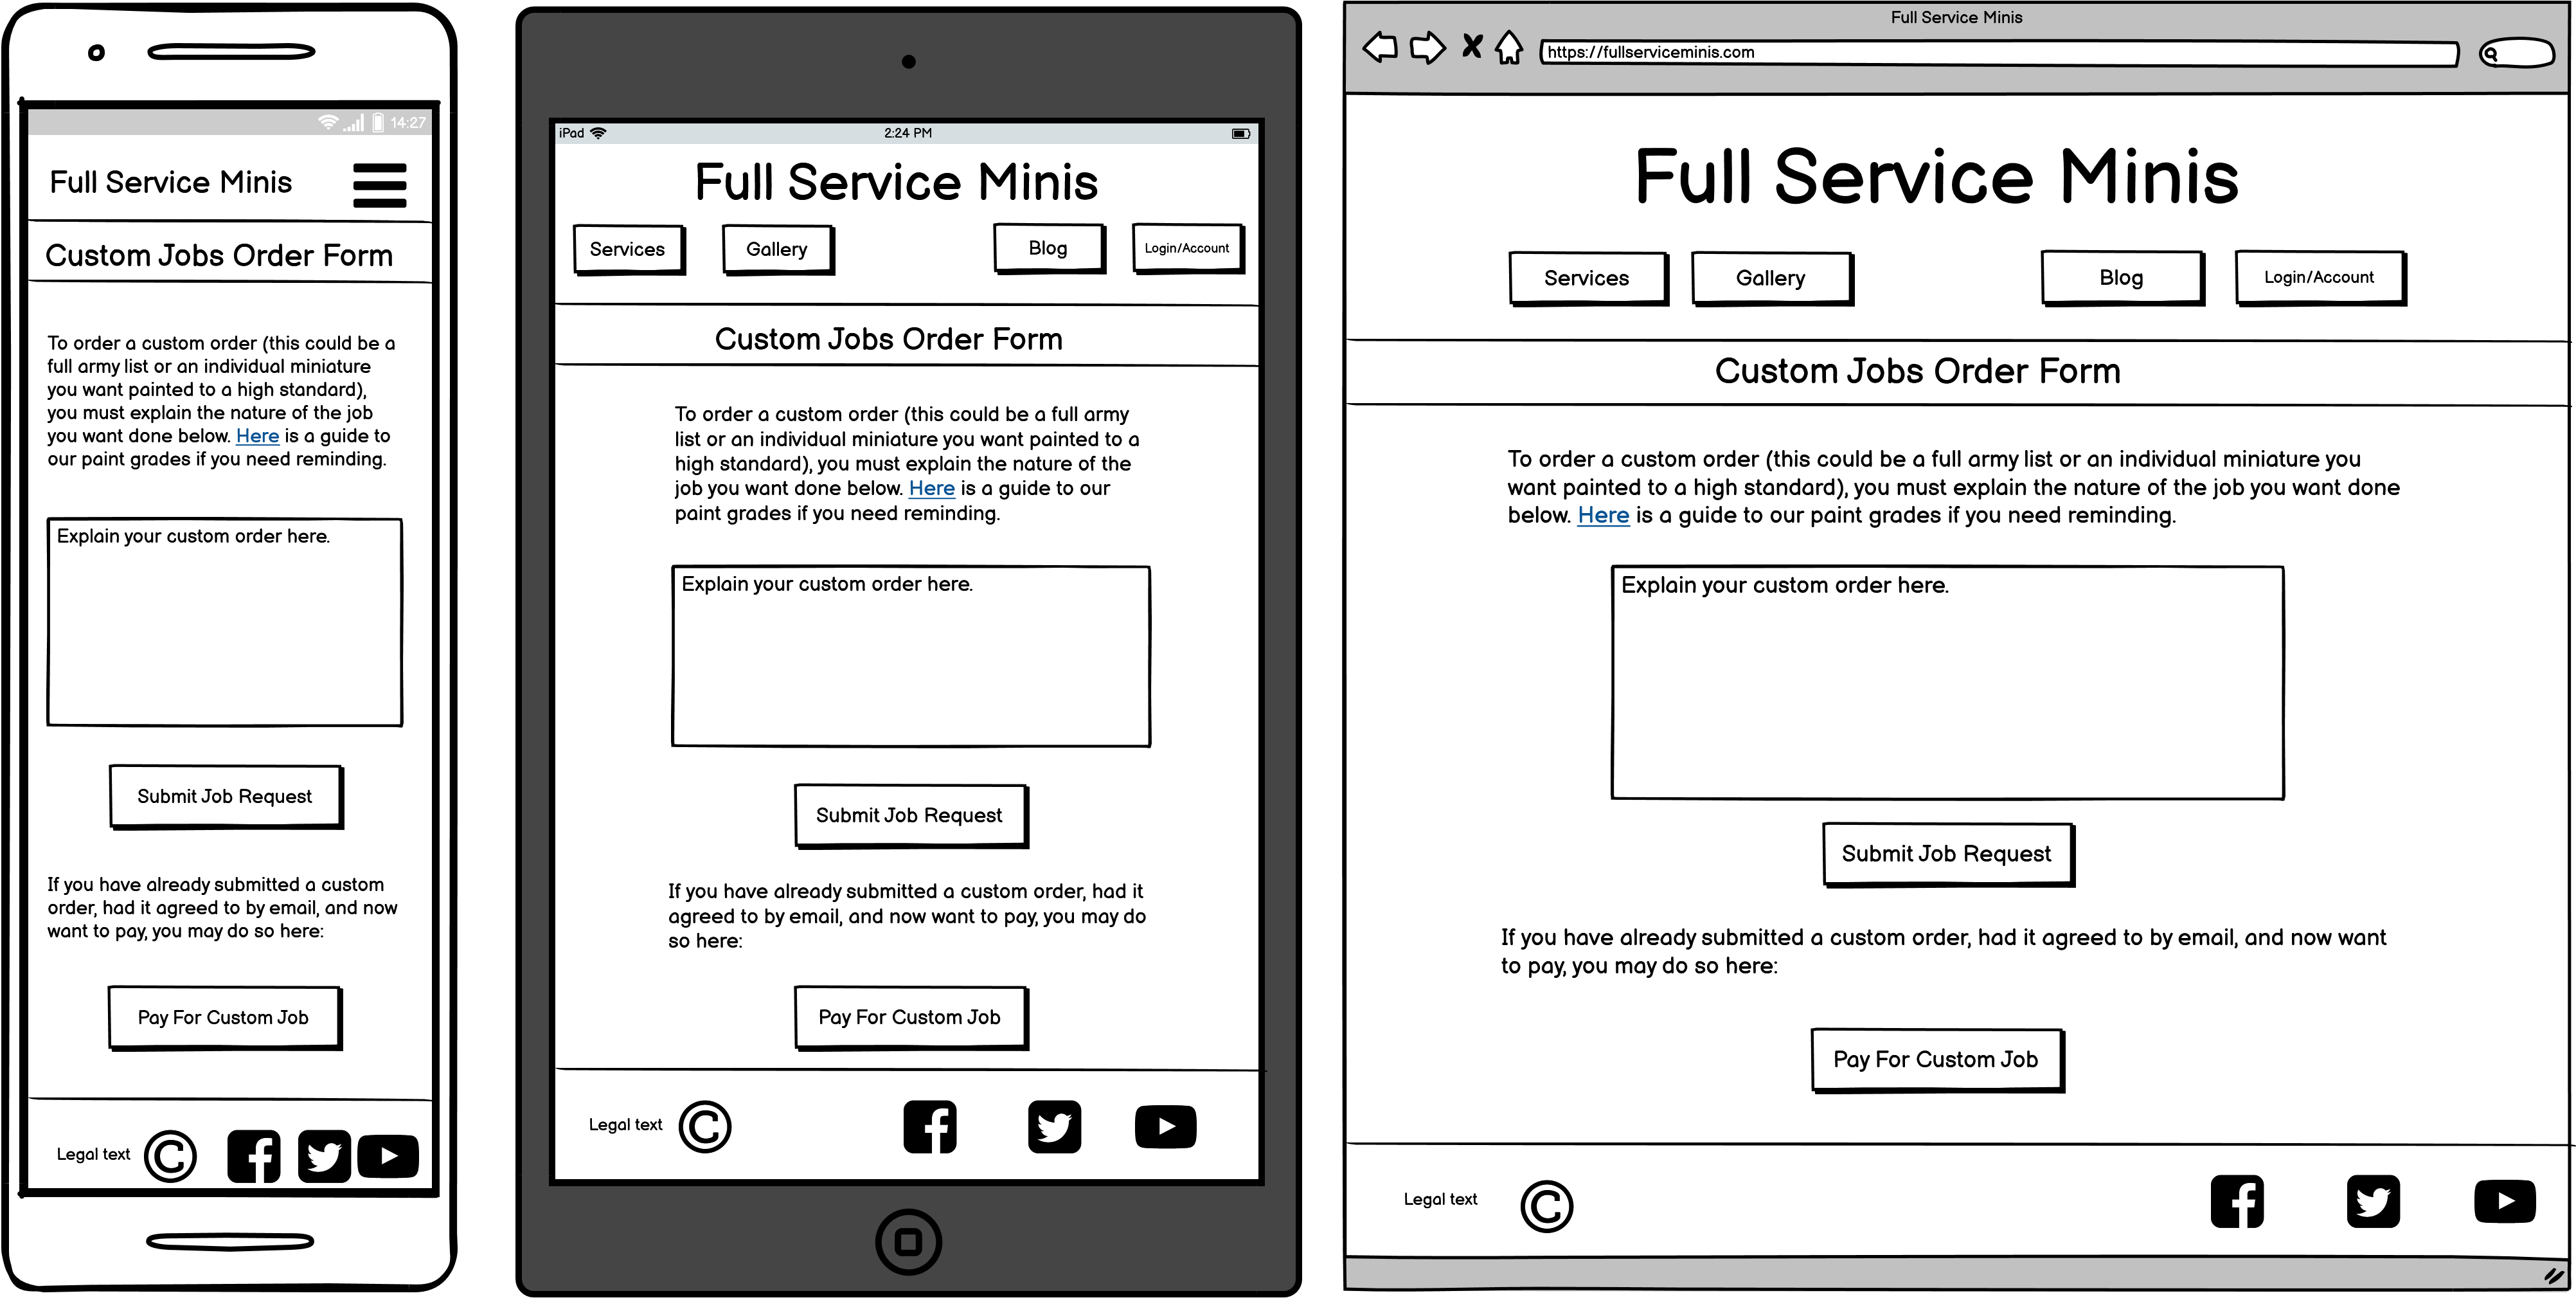 14:27
Full Service Minis
Custom Jobs Order Form
To order a custom order (this could be a
full army list or an individual miniature
you want painted to a high standard),
you must explain the nature of the job
you want done below. Here is a guide to
our paint grades if you need reminding.
Explain your custom order here.
Submit Job Request
If you have already submitted a custom
order, had it agreed to by email, and now
want to pay, you may do so here:
Pay For Custom Job
Legal text ©
iPad 2:24 PM
Full Service Minis
Services Gallery Blog Login/Account
Custom Jobs Order Form
To order a custom order (this could be a full army
list or an individual miniature you want painted to a
high standard), you must explain the nature of the
job you want done below. Here is a guide to our
paint grades if you need reminding.
Explain your custom order here.
Submit Job Request
If you have already submitted a custom order, had it
agreed to by email, and now want to pay, you may do
so here:
Pay For Custom Job
Legal text ©
Full Service Minis
https://fullserviceminis.com
Full Service Minis
Services Gallery Blog Login/Account
Custom Jobs Order Form
To order a custom order (this could be a full army list or an individual miniature you
want painted to a high standard), you must explain the nature of the job you want done
below. Here is a guide to our paint grades if you need reminding.
Explain your custom order here.
Submit Job Request
If you have already submitted a custom order, had it agreed to by email, and now want
to pay, you may do so here:
Pay For Custom Job
Legal text ©